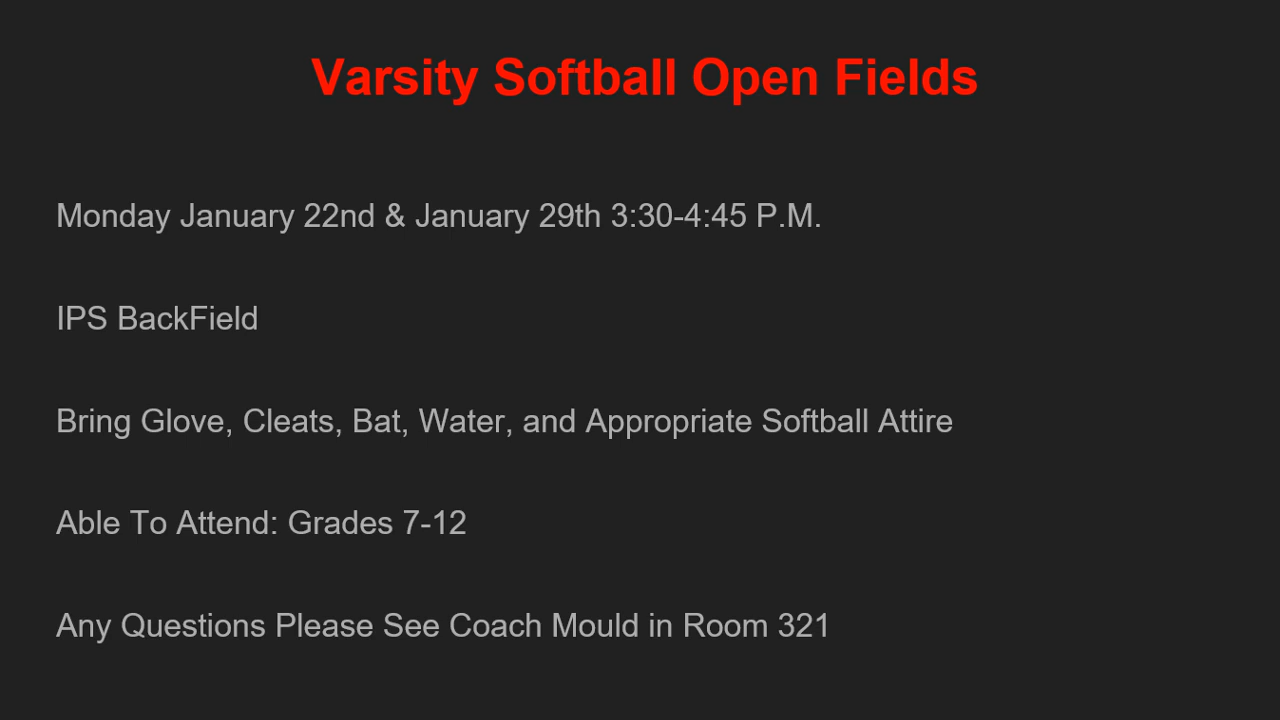 Varsity Softball Open Fields
Monday January 22nd & January 29th 3:30-4:45 P.M.
IPS BackField
Bring Glove, Cleats, Bat, Water, and Appropriate Softball Attire
Able To Attend: Grades 7-12
Any Questions Please See Coach Mould in Room 321